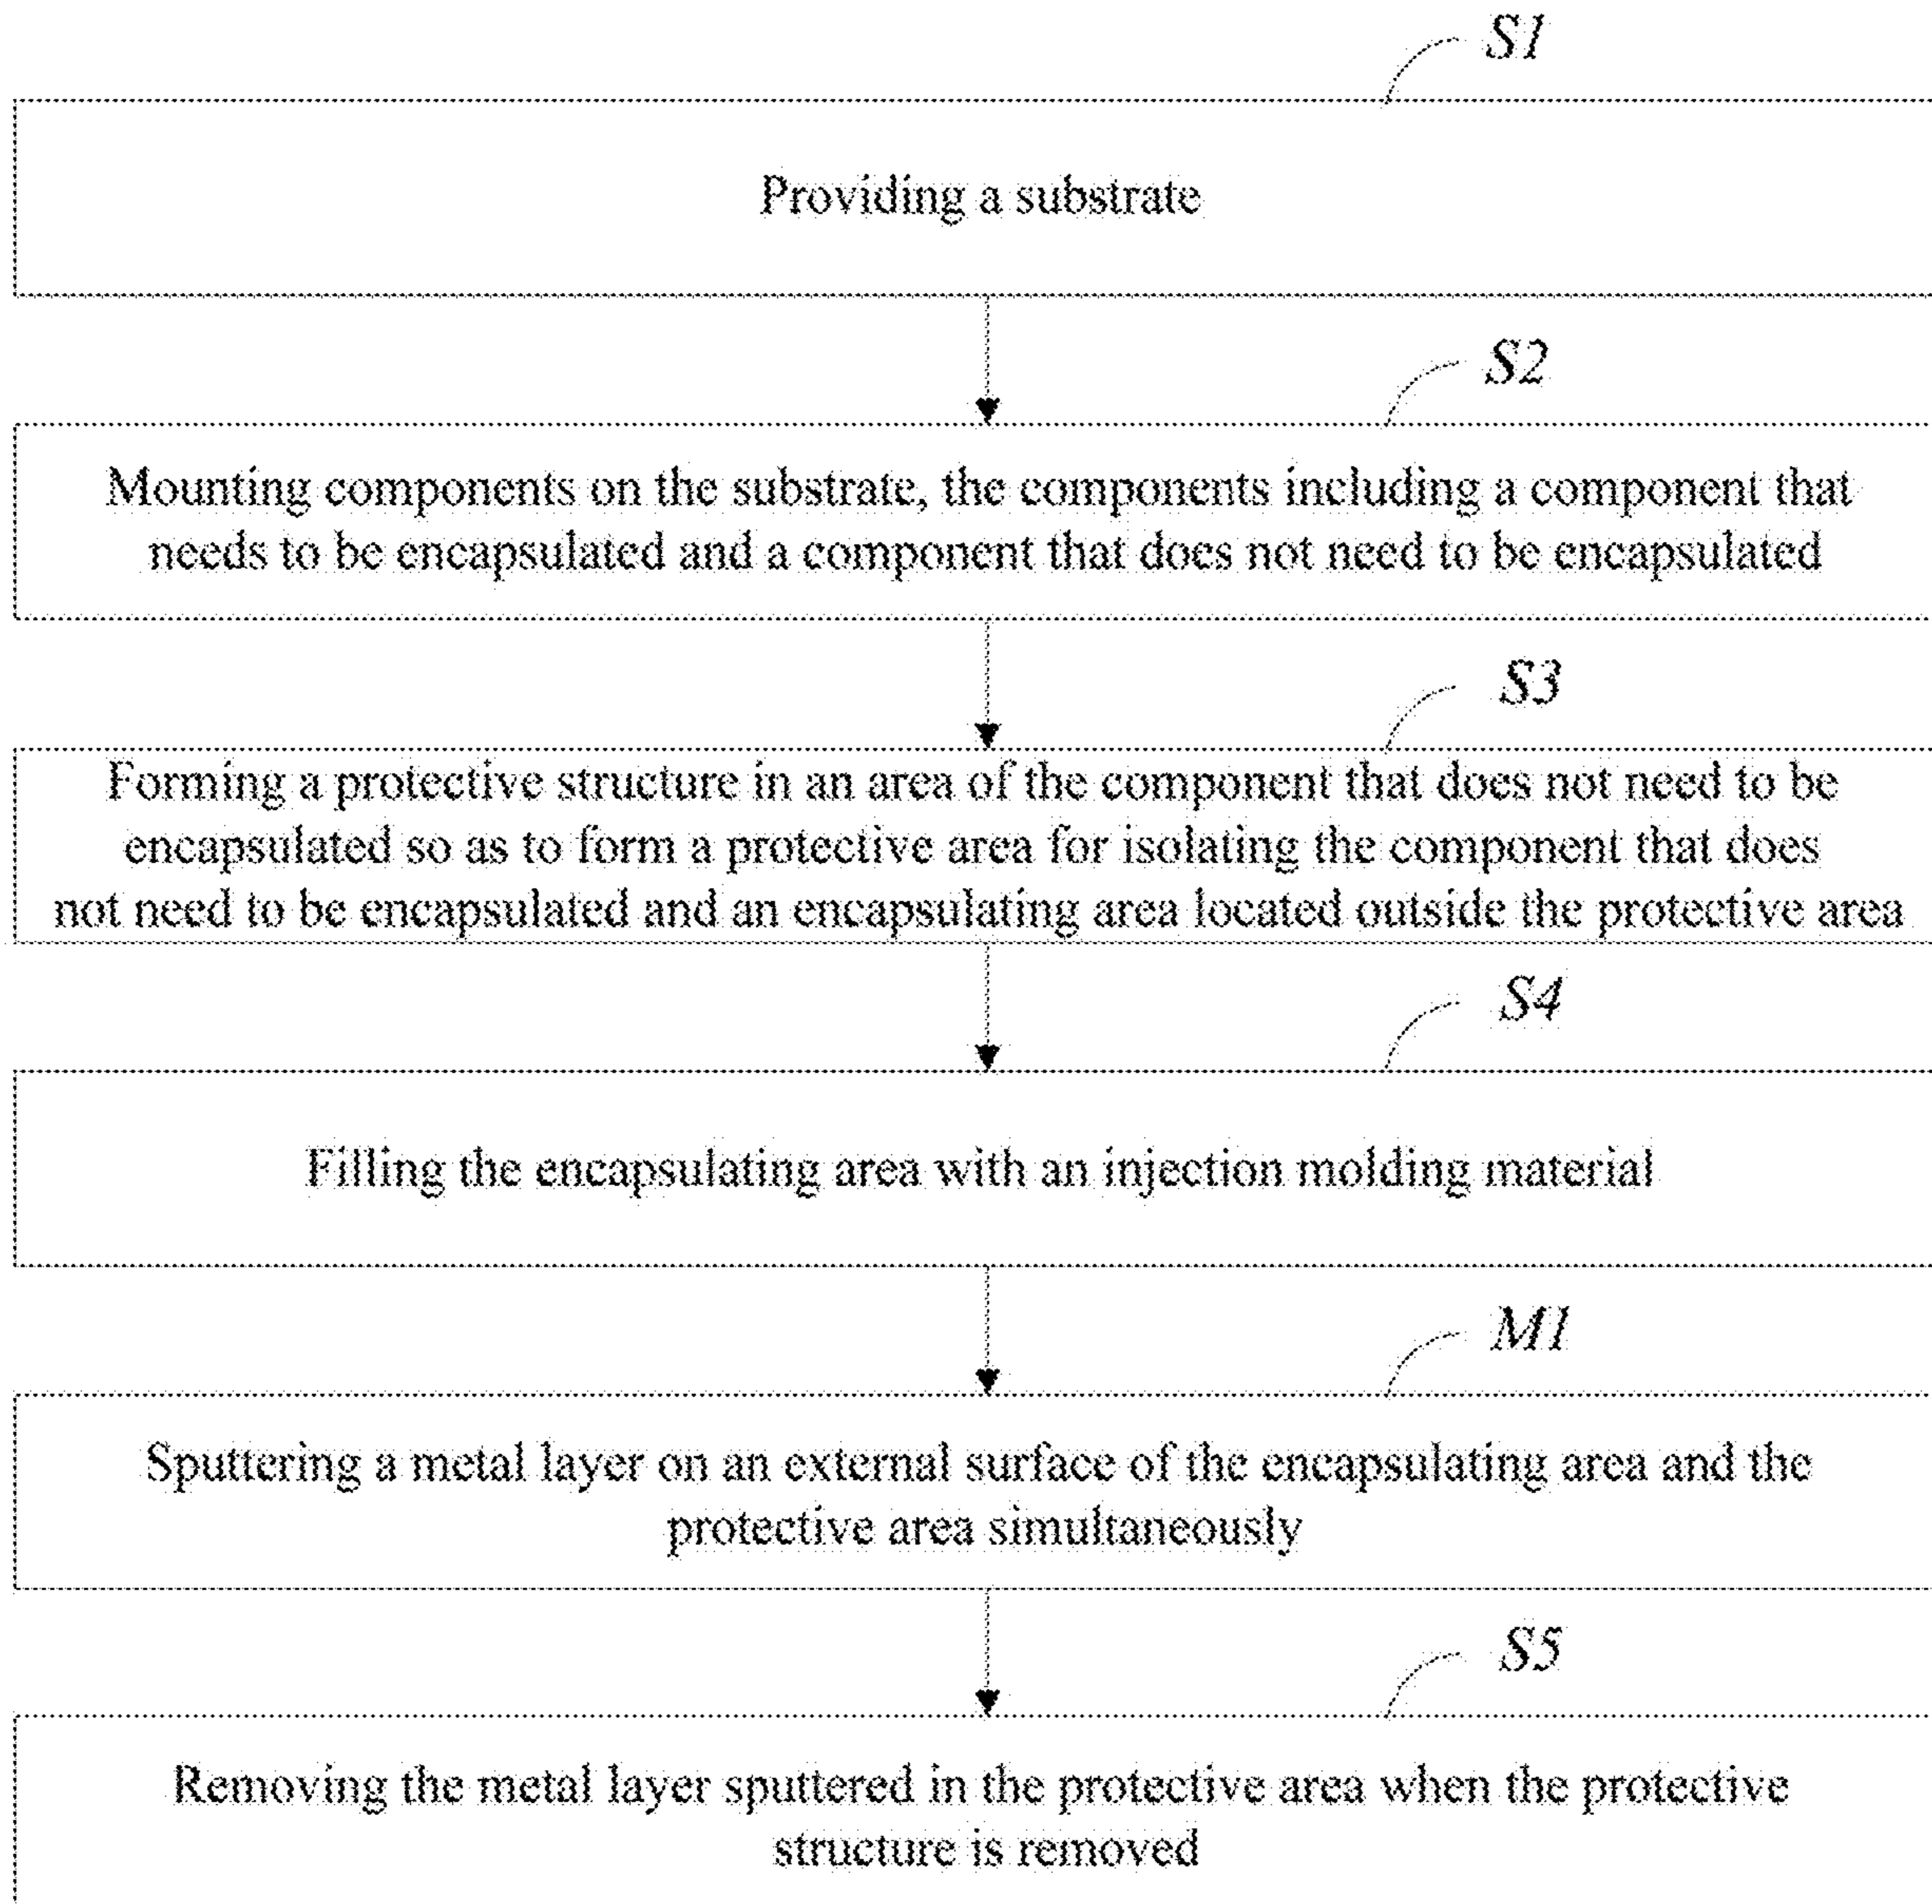 S1
Providing a substrate
S2
Mounting components on the substrate, the components including a component that
needs to be encapsulated and a component that does not need to be encapsulated
S3
Forming a protective structure in an area of the component that does not need to be
encapsulated so as to form a protective area for isolating the component that does
not need to be encapsulated and an encapsulating area located outside the protective area
S4
Filling the encapsulating area with an injection molding material
M1
Sputtering a metal layer on an external surface of the encapsulating area and the
protective area simultaneously
S5
Removing the metal layer sputtered in the protective area when the protective
structure is removed